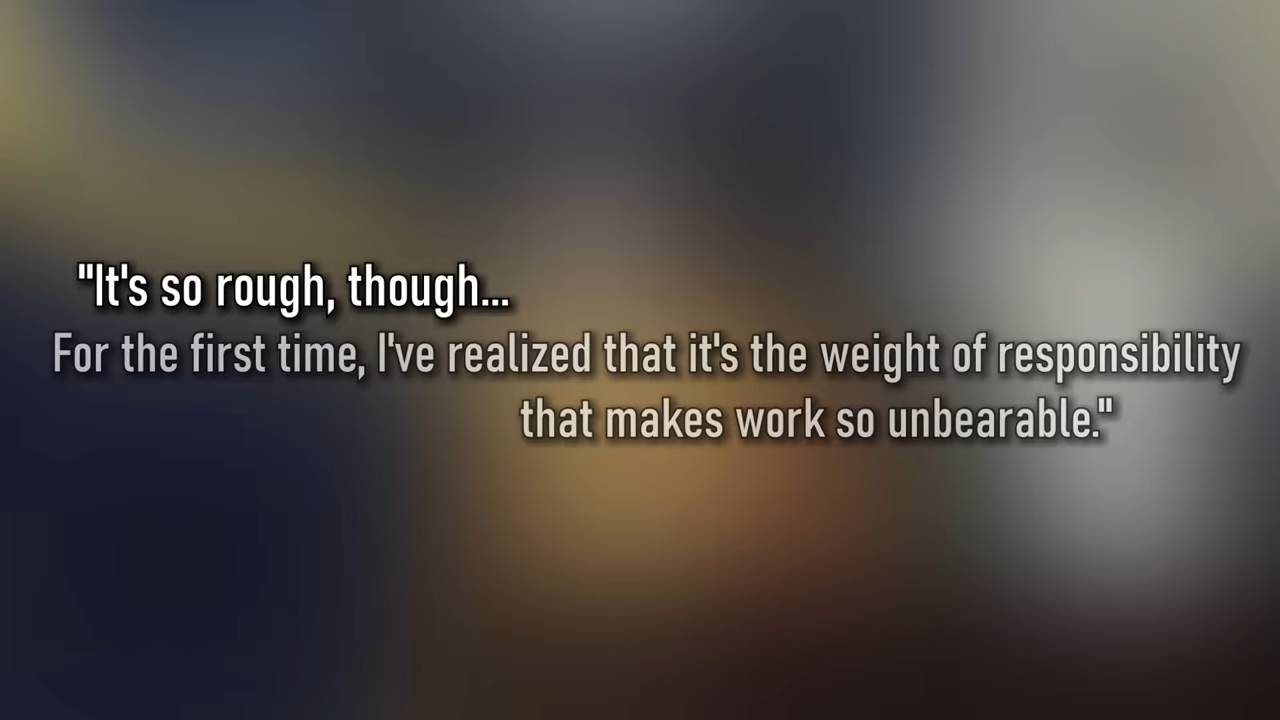 "It's so rough, though...
For the first time, I've realized that it's the weight of responsibility
that makes work so unbearable."